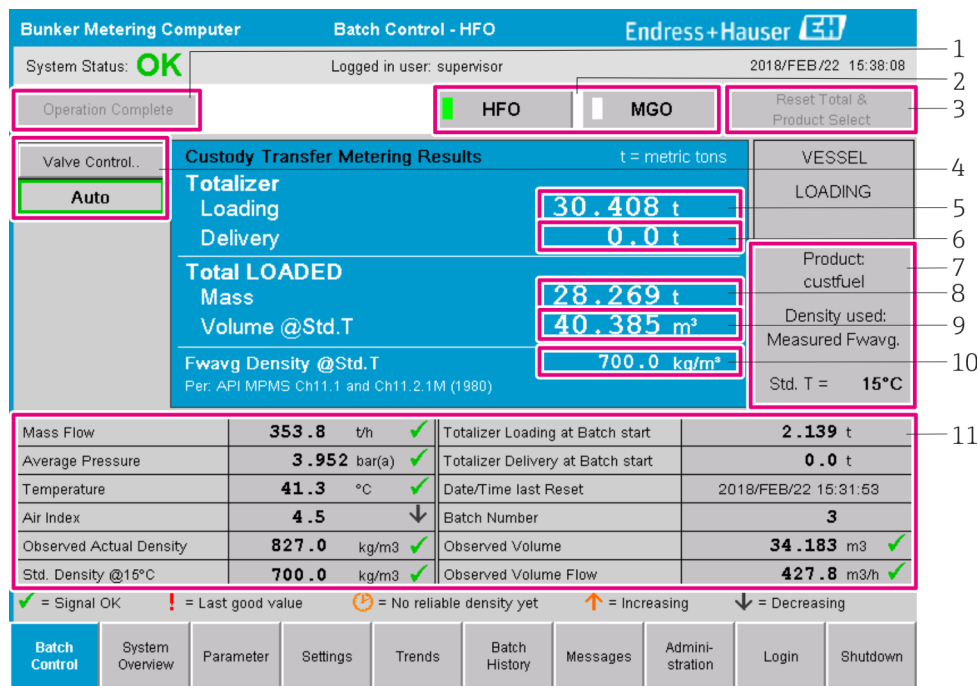 Bunker Metering Computer Batch Control - HFO Endress+Hauser EH
System Status: OK Logged in user: supervisor 2018/FEB/22 15:38:08
Operation Complete HFO MGO Reset Total & Product Select
1
2
3
Valve Control..
Auto
4
Custody Transfer Metering Results t = metric tons
Totalizer
Loading 30.408 t
5
Delivery 0.0 t
6
Total LOADED
Mass 28.269 t
8
Volume @Std.T 40.385 m³
9
Fwavg Density @Std.T 700.0 kg/m³
10
Per: API MPMS Ch11.1 and Ch11.2.1M (1980)
VESSEL
LOADING
Product:
custfuel
7
Density used:
Measured Fwavg.
Std. T = 15°C
Mass Flow 353.8 t/h ✓ Totalizer Loading at Batch start 2.139 t
11
Average Pressure 3.952 bar(a) ✓ Totalizer Delivery at Batch start 0.0 t
Temperature 41.3 °C ✓ Date/Time last Reset 2018/FEB/22 15:31:53
Air Index 4.5 ↓ Batch Number 3
Observed Actual Density 827.0 kg/m3 ✓ Observed Volume 34.183 m3 ✓
Std. Density @15°C 700.0 kg/m3 ✓ Observed Volume Flow 427.8 m3/h ✓
✓ = Signal OK ! = Last good value = No reliable density yet ↑ = Increasing ↓ = Decreasing
Batch Control System Overview Parameter Settings Trends Batch History Messages Admini-stration Login Shutdown